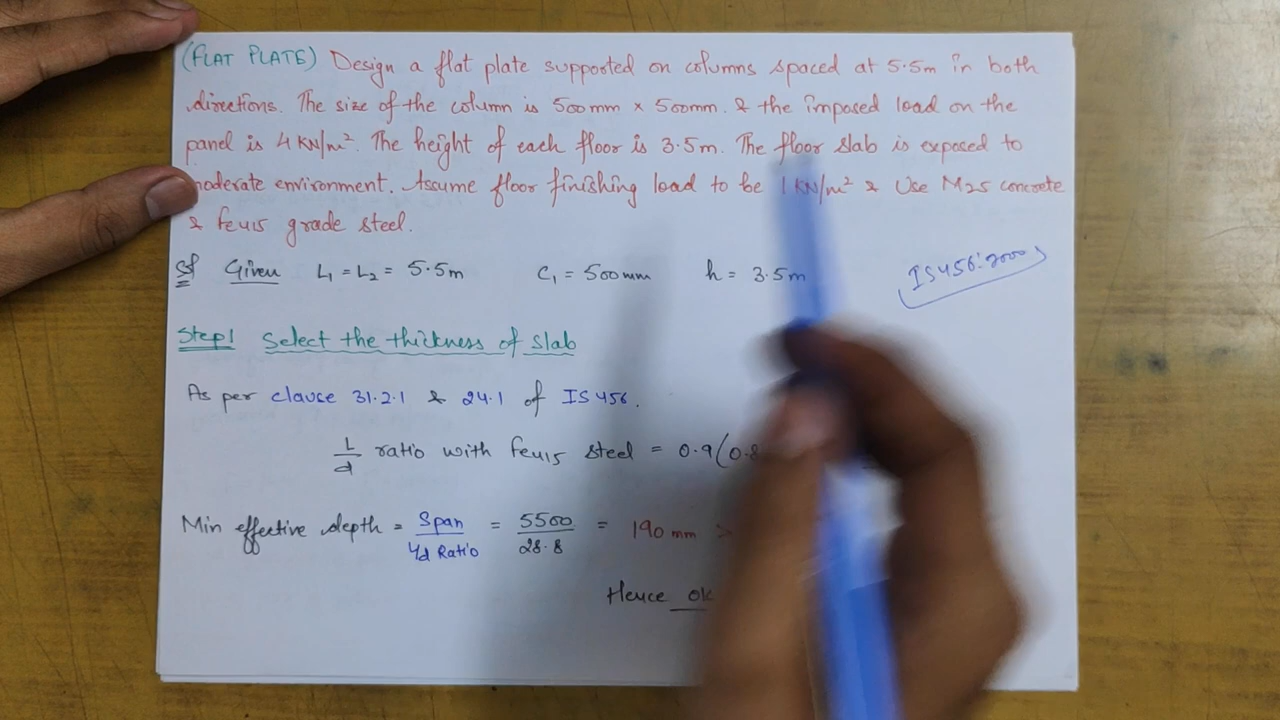 (FLAT PLATE) Design a flat plate supported on columns spaced at 5.5m in both
directions. The size of the column is 500mm x 500mm. & the imposed load on the
panel is 4 KN/m². The height of each floor is 3.5m. The floor slab is exposed to
moderate environment. Assume floor finishing load to be 1 KN/m² & Use M25 concrete
& fe415 grade steel.
Sol Given L₁ = L₂ = 5.5m C₁ = 500mm h = 3.5m
IS456:2000
Step1 Select the thickness of slab
As per clause 31.2.1 & 24.1 of IS456.
L/d ratio with fe415 steel = 0.9(0.8
Min effective depth = Span / L/d Ratio = 5500/28.8 = 190mm >
Hence ok